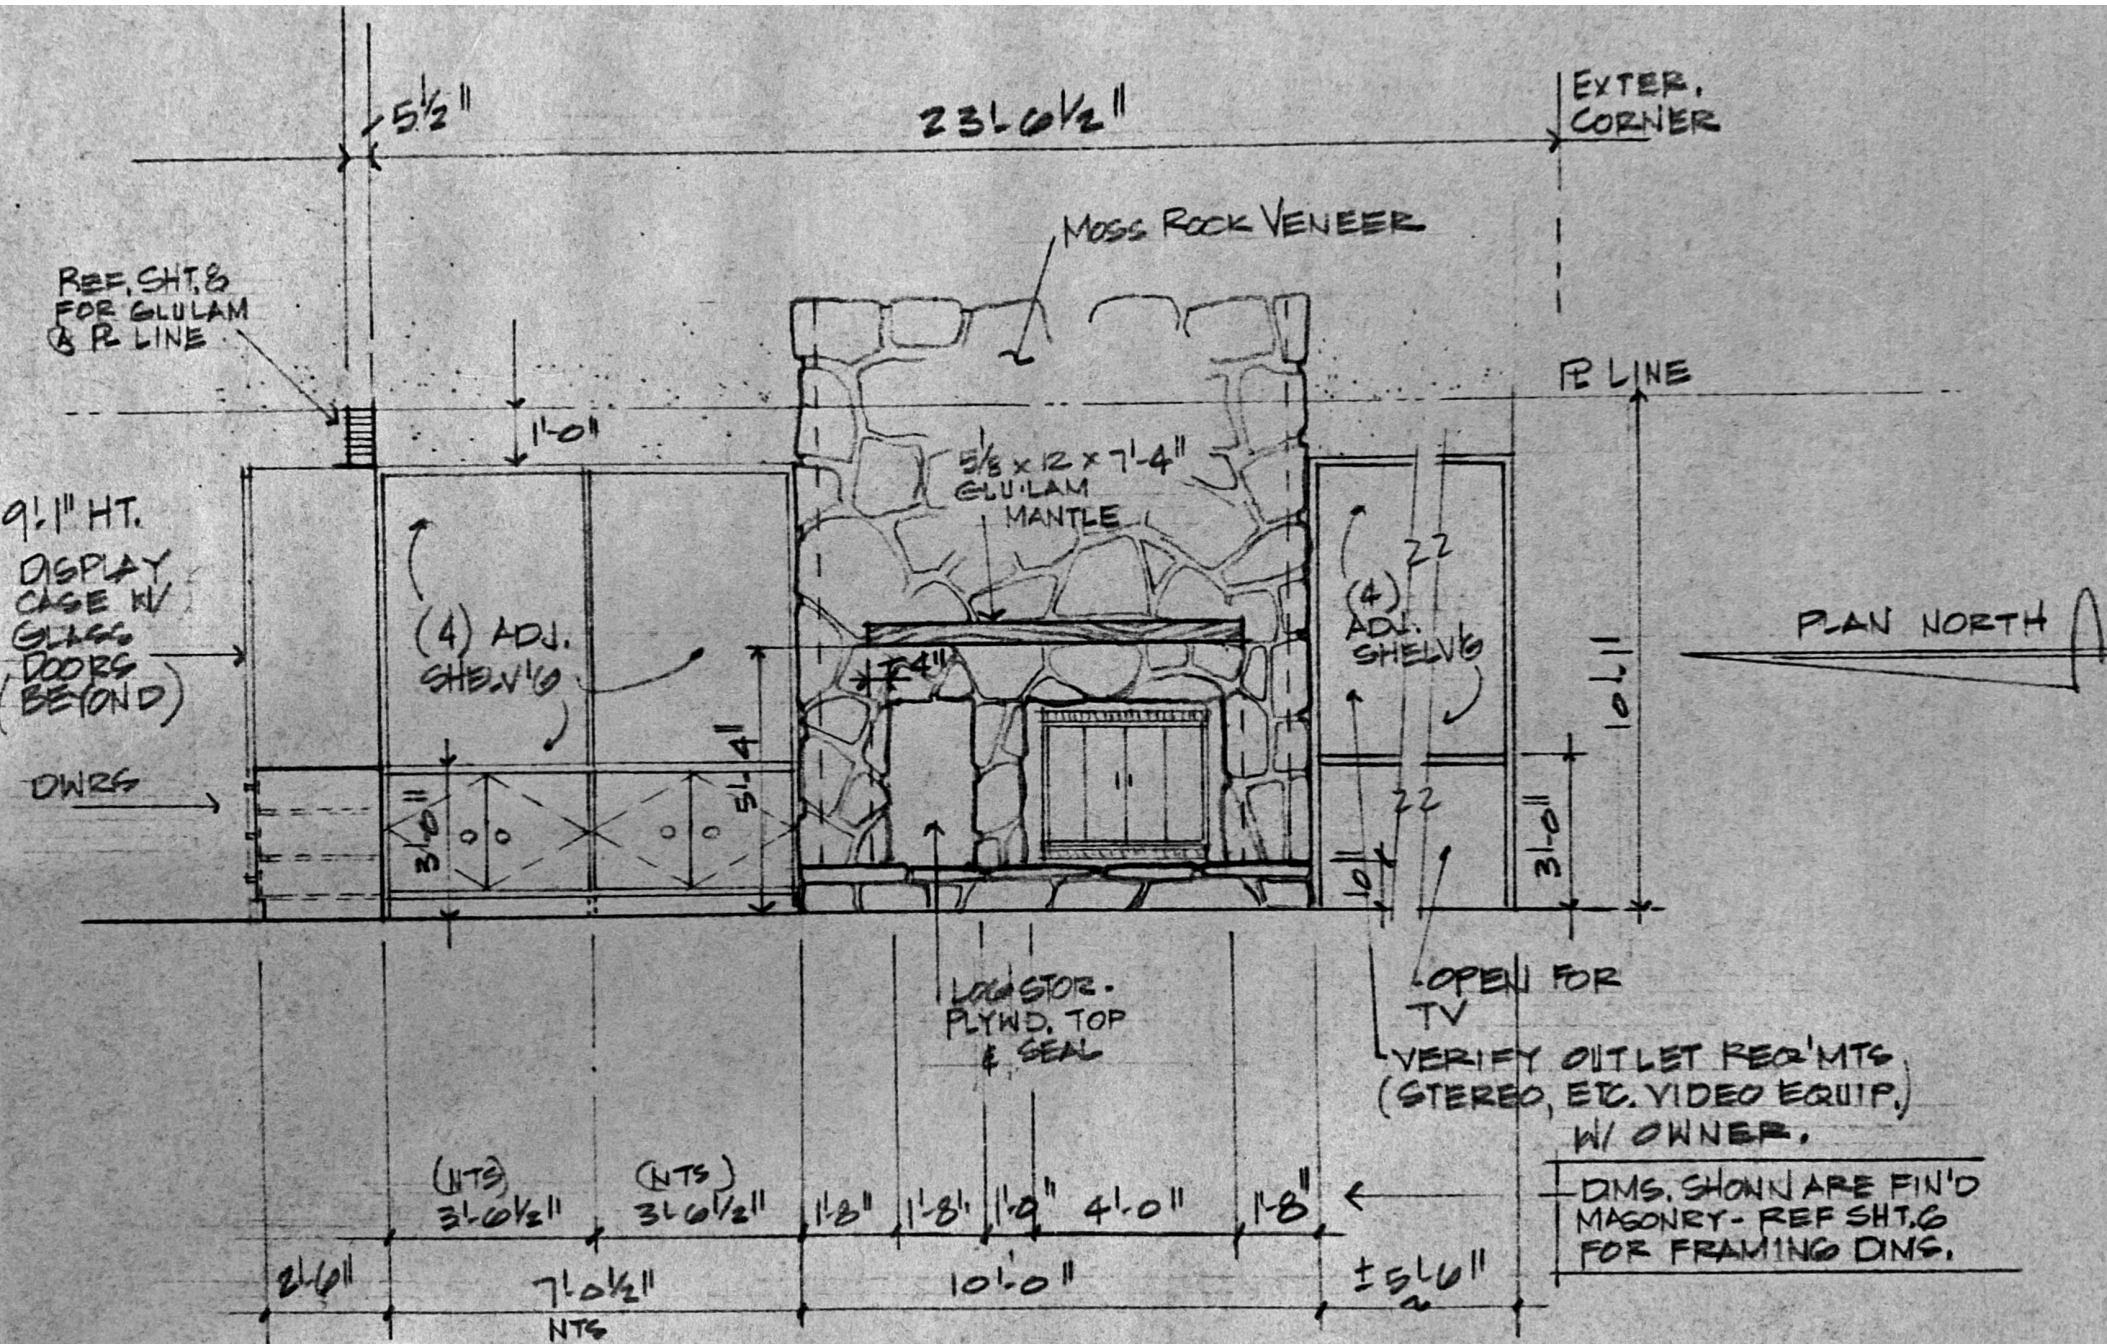 5½"
23'-6½"
EXTER.
CORNER
MOSS ROCK VENEER
REF. SHT. 8
FOR GLULAM
@ PL LINE
PL LINE
1'-0"
5/8 x 12 x 7'-4"
GLU-LAM
MANTLE
9'-1" HT.
DISPLAY
CASE W/
GLASS
DOORS
(BEYOND)
(4) ADJ.
SHELV'G
22
(4)
ADJ.
SHELV'G
PLAN NORTH
10'-1"
4"
DWRS
3'-0"
5'-4"
22
10"
3'-0"
LOG STOR.
PLYWD. TOP
& SEAL
OPEN FOR
TV
VERIFY OUTLET REQ'MTS
(STEREO, ETC. VIDEO EQUIP.)
W/ OWNER.
(NTS)
3'-6½"
(NTS)
3'-6½"
1'-8"
1'-8"
1'-0"
4'-0"
1'-8"
DIMS. SHOWN ARE FIN'D
MASONRY - REF SHT. 6
FOR FRAMING DIMS.
2'-6"
7'-0½"
NTS
10'-0"
± 5'-6"